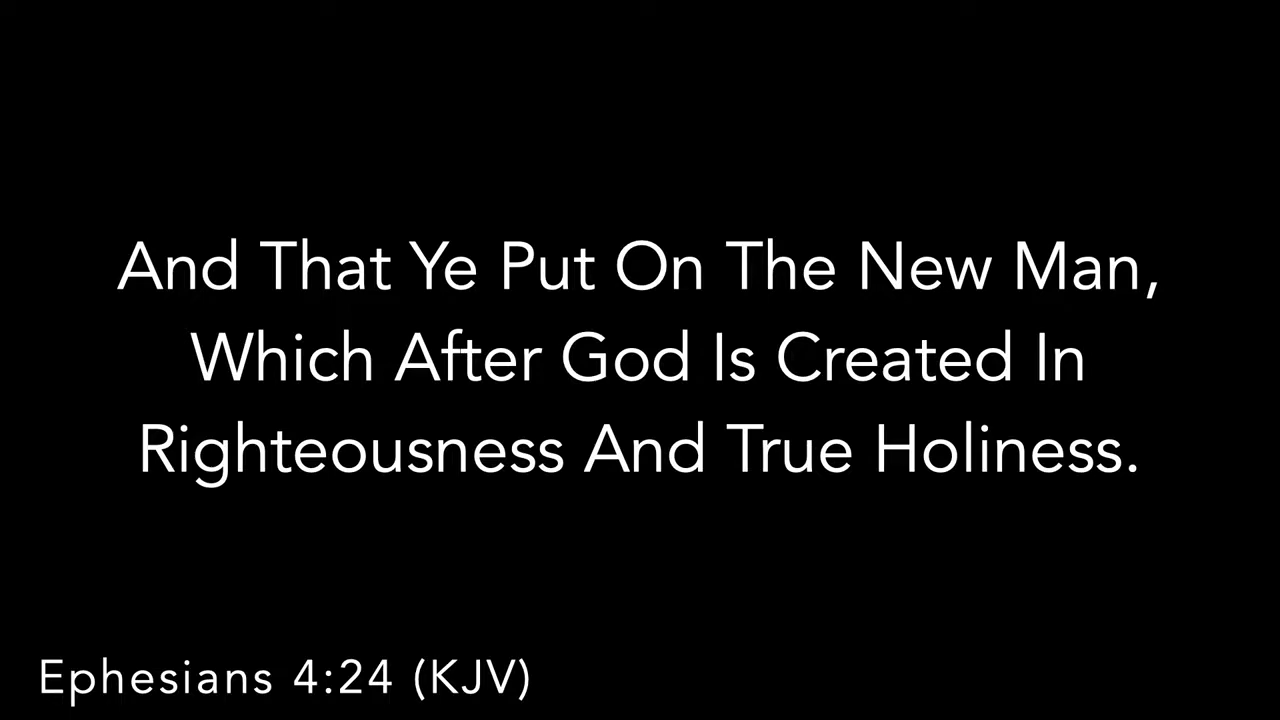 And That Ye Put On The New Man,
Which After God Is Created In
Righteousness And True Holiness.
Ephesians 4:24 (KJV)